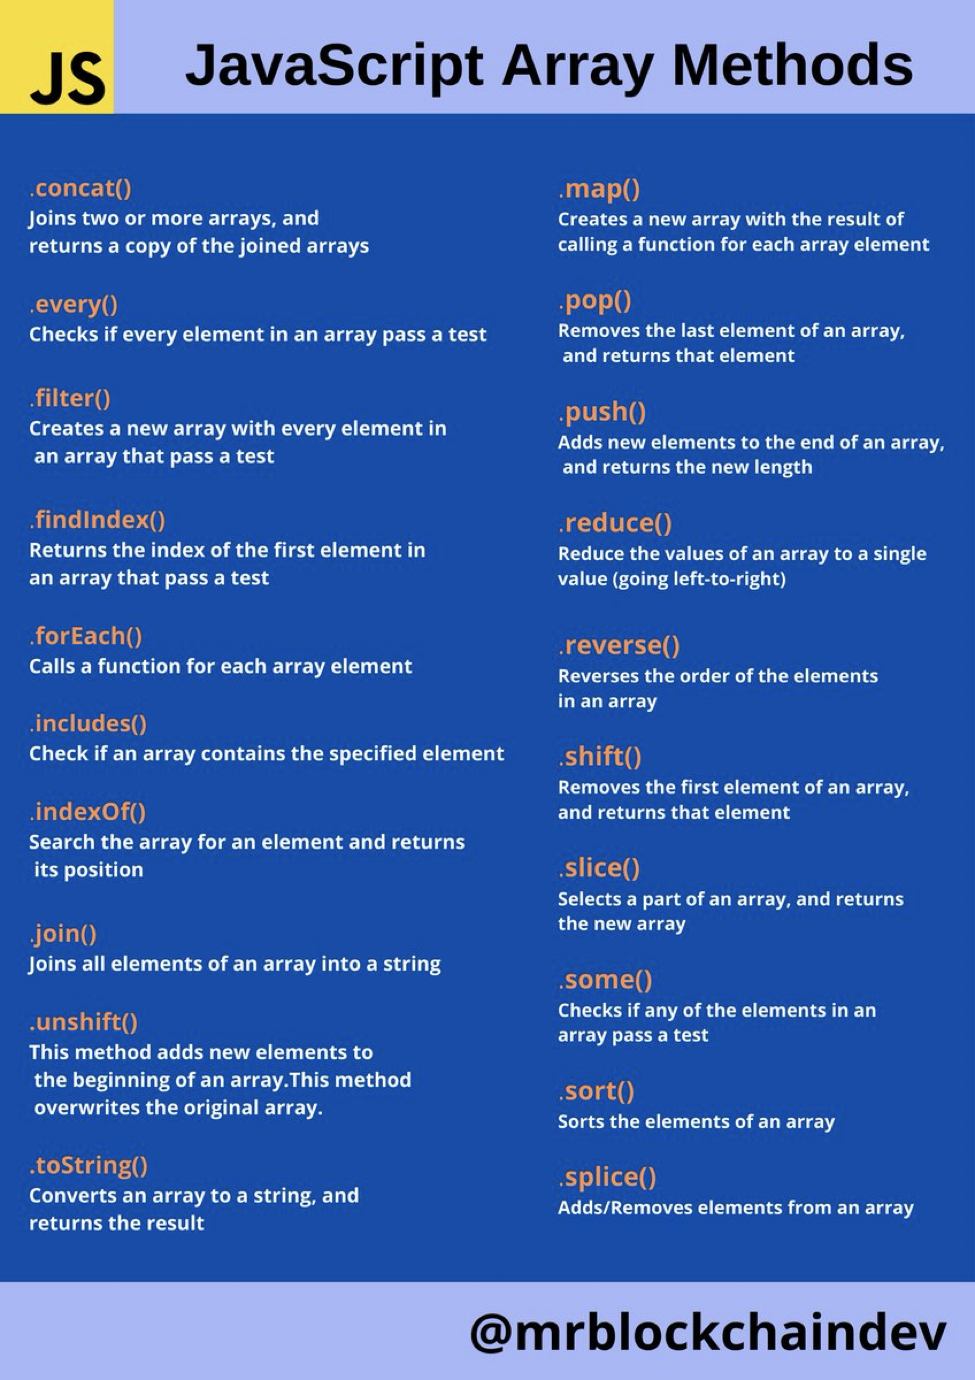 JS
JavaScript Array Methods
.concat()
Joins two or more arrays, and
returns a copy of the joined arrays
.every()
Checks if every element in an array pass a test
.filter()
Creates a new array with every element in
an array that pass a test
.findIndex()
Returns the index of the first element in
an array that pass a test
.forEach()
Calls a function for each array element
.includes()
Check if an array contains the specified element
.indexOf()
Search the array for an element and returns
its position
.join()
Joins all elements of an array into a string
.unshift()
This method adds new elements to
the beginning of an array.This method
overwrites the original array.
.toString()
Converts an array to a string, and
returns the result
.map()
Creates a new array with the result of
calling a function for each array element
.pop()
Removes the last element of an array,
and returns that element
.push()
Adds new elements to the end of an array,
and returns the new length
.reduce()
Reduce the values of an array to a single
value (going left-to-right)
.reverse()
Reverses the order of the elements
in an array
.shift()
Removes the first element of an array,
and returns that element
.slice()
Selects a part of an array, and returns
the new array
.some()
Checks if any of the elements in an
array pass a test
.sort()
Sorts the elements of an array
.splice()
Adds/Removes elements from an array
@mrblockchaindev